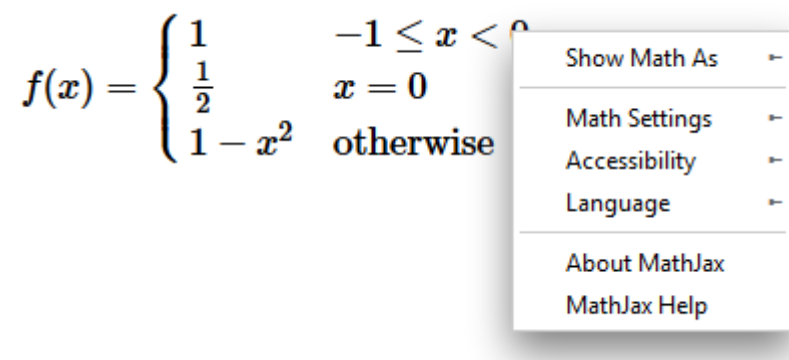 f(x) = { 1 −1 ≤ x < 0
1/2 x = 0
1 − x² otherwise
Show Math As
Math Settings
Accessibility
Language
About MathJax
MathJax Help